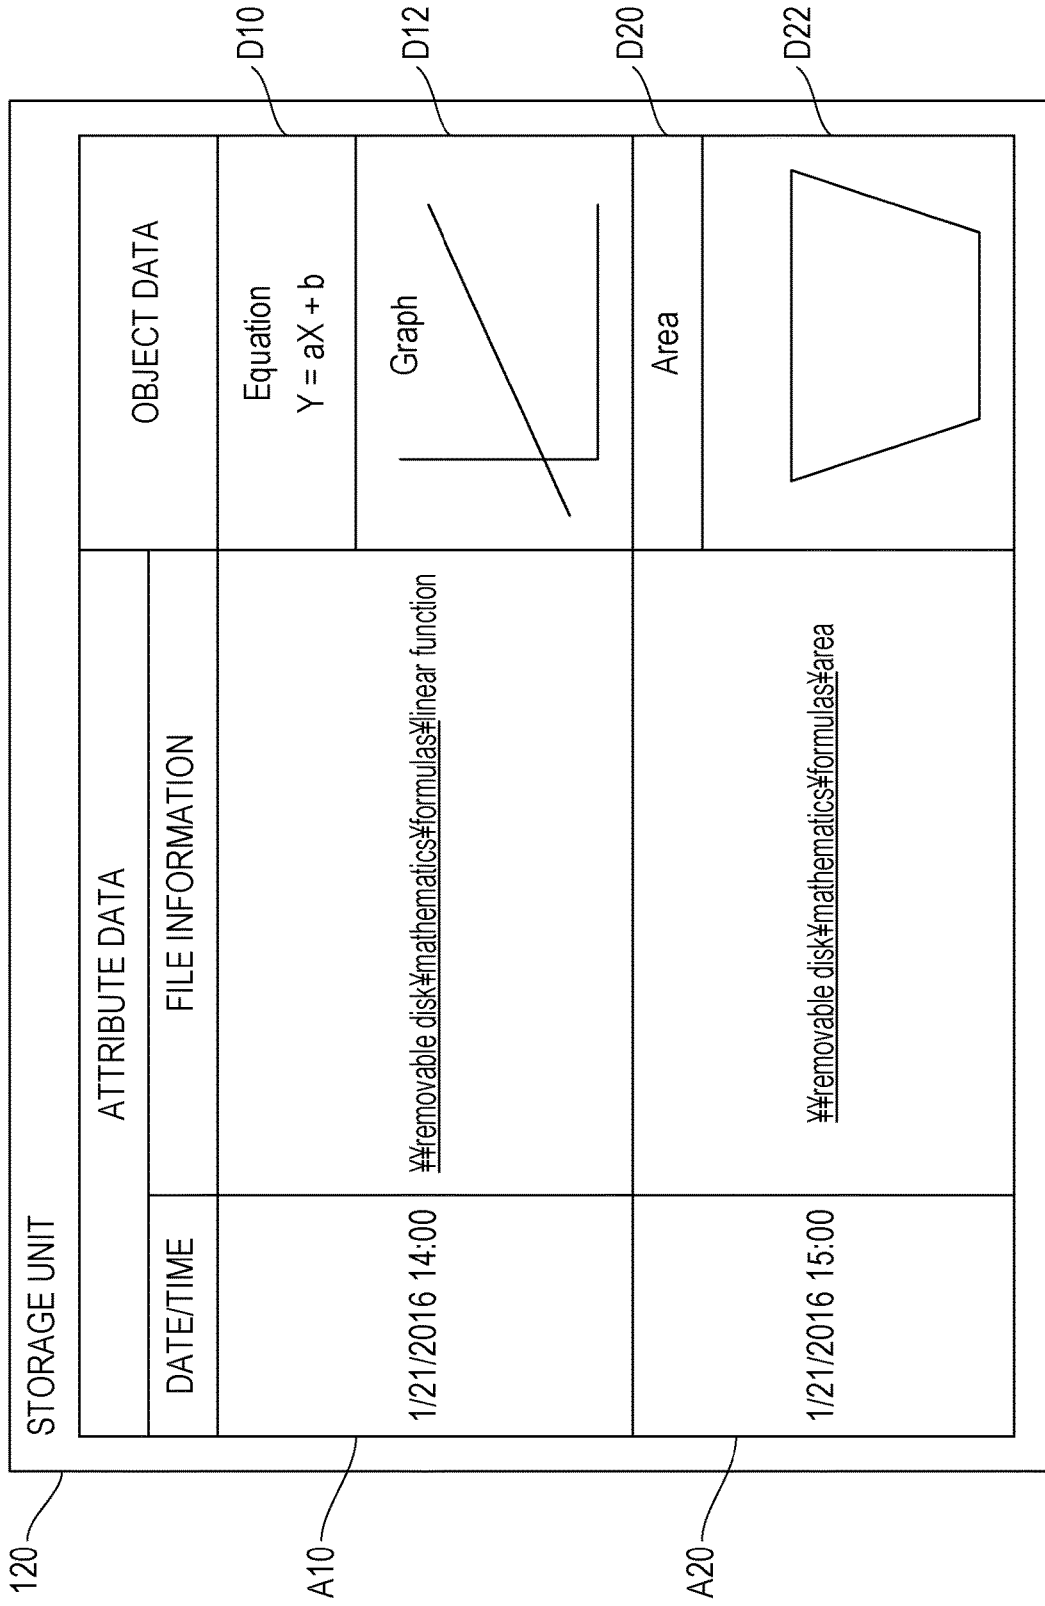 120
STORAGE UNIT
ATTRIBUTE DATA
OBJECT DATA
DATE/TIME
FILE INFORMATION
A10
1/21/2016 14:00
¥¥removable disk¥mathematics¥formulas¥linear function
Equation
Y = aX + b
D10
Graph
D12
A20
1/21/2016 15:00
¥¥removable disk¥mathematics¥formulas¥area
Area
D20
D22